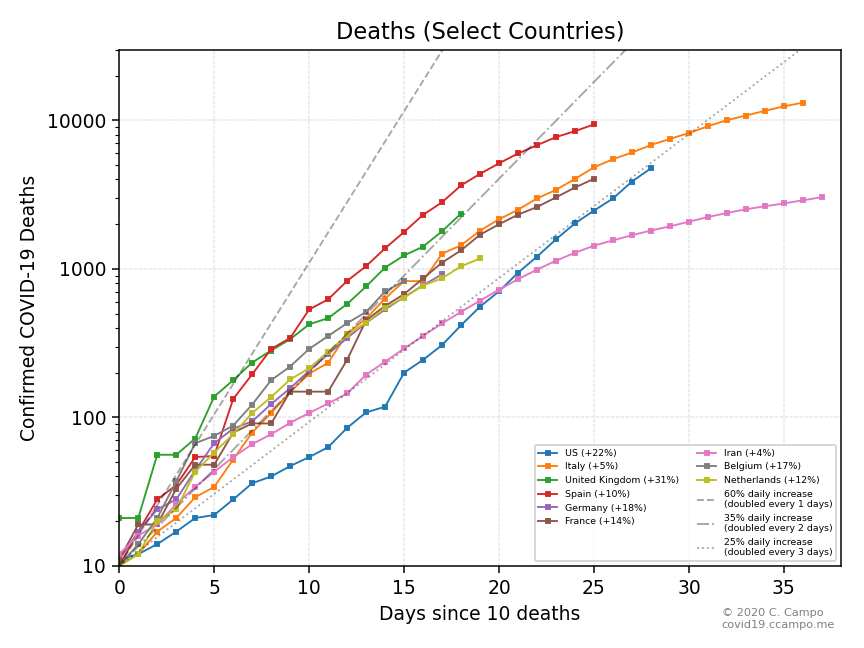 Deaths (Select Countries)
Confirmed COVID-19 Deaths
10000
1000
100
10
0 5 10 15 20 25 30 35
Days since 10 deaths
US (+22%)
Italy (+5%)
United Kingdom (+31%)
Spain (+10%)
Germany (+18%)
France (+14%)
Iran (+4%)
Belgium (+17%)
Netherlands (+12%)
60% daily increase
(doubled every 1 days)
35% daily increase
(doubled every 2 days)
25% daily increase
(doubled every 3 days)
© 2020 C. Campo
covid19.ccampo.me